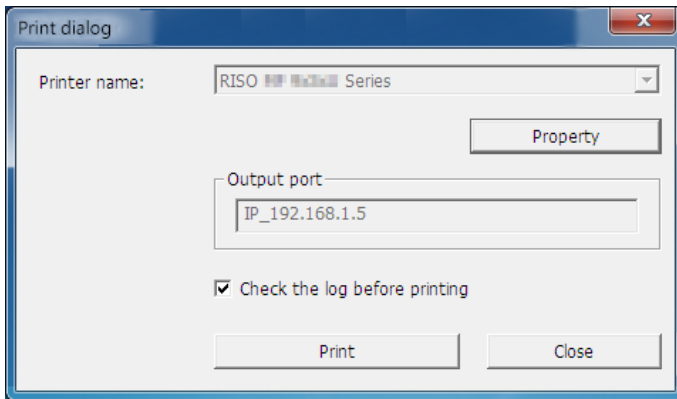 Print dialog
Printer name:
RISO Series
Property
Output port
IP_192.168.1.5
Check the log before printing
Print
Close